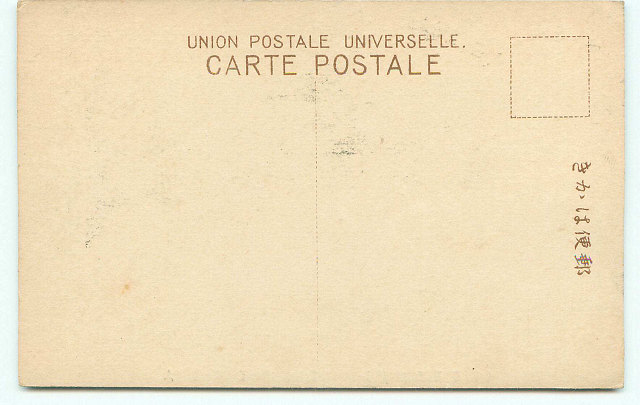 UNION POSTALE UNIVERSELLE.
CARTE POSTALE
きかは便郵